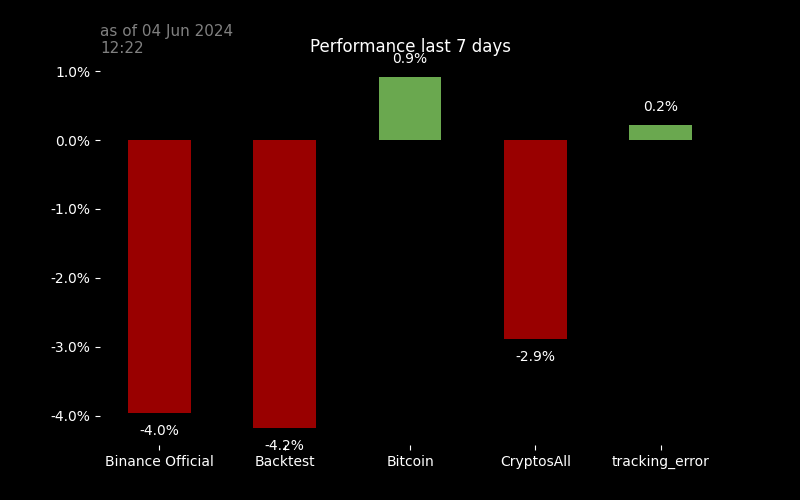 as of 04 Jun 2024
12:22
Performance last 7 days
0.9%
1.0%
0.2%
0.0%
-1.0%
-2.0%
-3.0%
-2.9%
-4.0%
-4.0%
-4.2%
Binance Official
Backtest
Bitcoin
CryptosAll
tracking_error